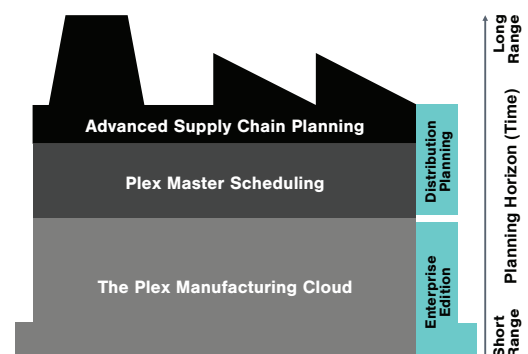 Advanced Supply Chain Planning
Plex Master Scheduling
The Plex Manufacturing Cloud
Distribution
Planning
Enterprise
Edition
Long
Range
Planning Horizon (Time)
Short
Range